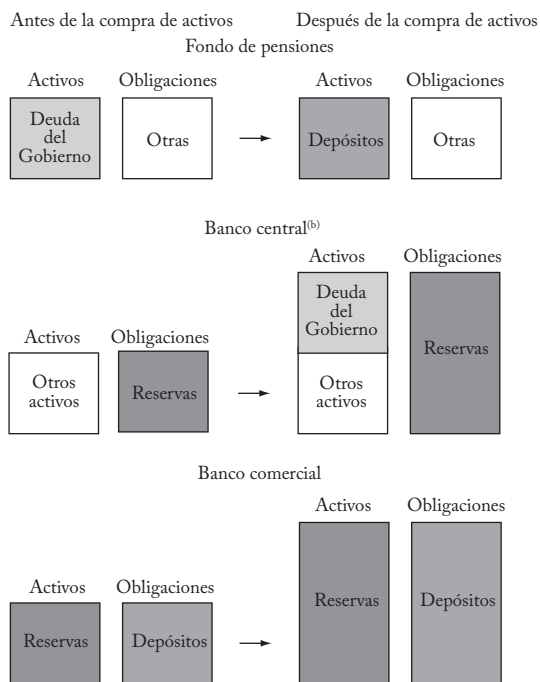 Antes de la compra de activos Después de la compra de activos
Fondo de pensiones
Activos Obligaciones Activos Obligaciones
Deuda
del
Gobierno
Otras
Depósitos
Otras
Banco central(b)
Activos Obligaciones
Deuda
del
Gobierno
Reservas
Activos Obligaciones
Otros
activos
Reservas
Otros
activos
Banco comercial
Activos Obligaciones
Reservas
Depósitos
Activos Obligaciones
Reservas
Depósitos